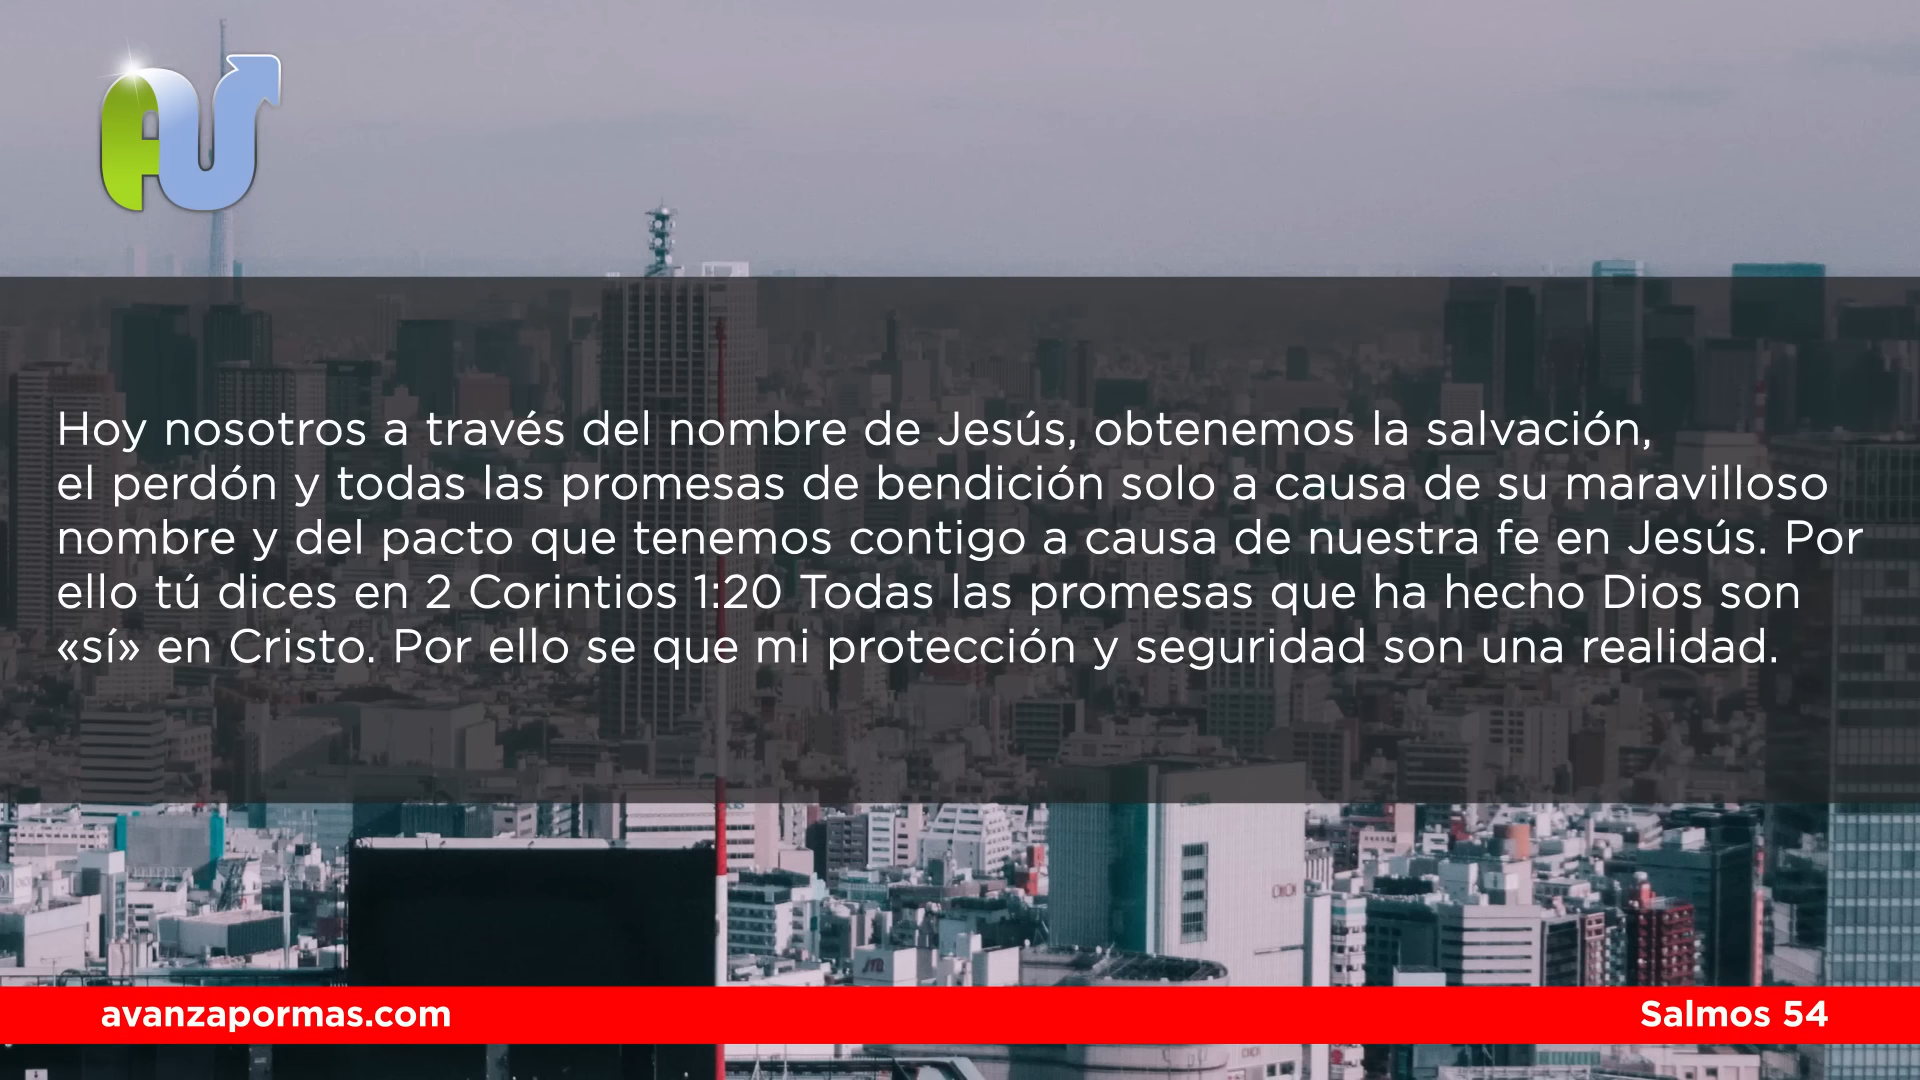 Hoy nosotros a través del nombre de Jesús, obtenemos la salvación,
el perdón y todas las promesas de bendición solo a causa de su maravilloso
nombre y del pacto que tenemos contigo a causa de nuestra fe en Jesús. Por
ello tú dices en 2 Corintios 1:20 Todas las promesas que ha hecho Dios son
«sí» en Cristo. Por ello se que mi protección y seguridad son una realidad.
avanzapormas.com
Salmos 54